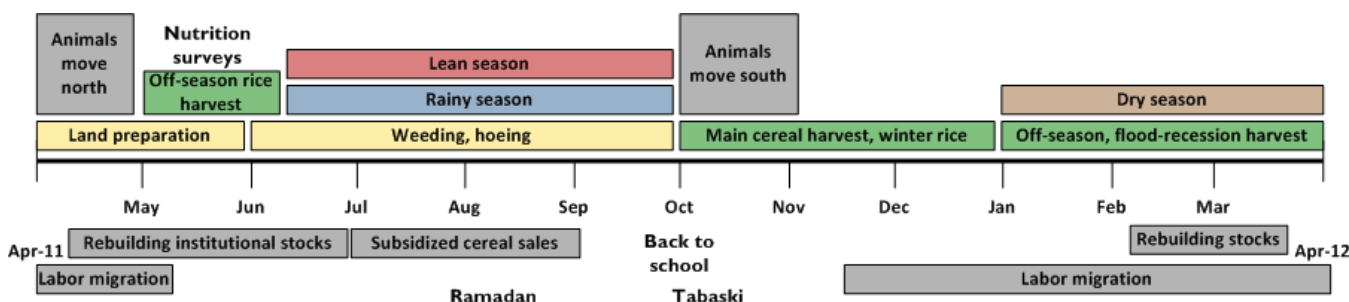 Animals
move
north
Nutrition
surveys
Off-season rice
harvest
Lean season
Rainy season
Animals
move south
Dry season
Land preparation
Weeding, hoeing
Main cereal harvest, winter rice
Off-season, flood-recession harvest
May
Jun
Jul
Aug
Sep
Oct
Nov
Dec
Jan
Feb
Mar
Apr-11
Rebuilding institutional stocks
Subsidized cereal sales
Back to
school
Rebuilding stocks
Apr-12
Labor migration
Labor migration
Ramadan
Tabaski